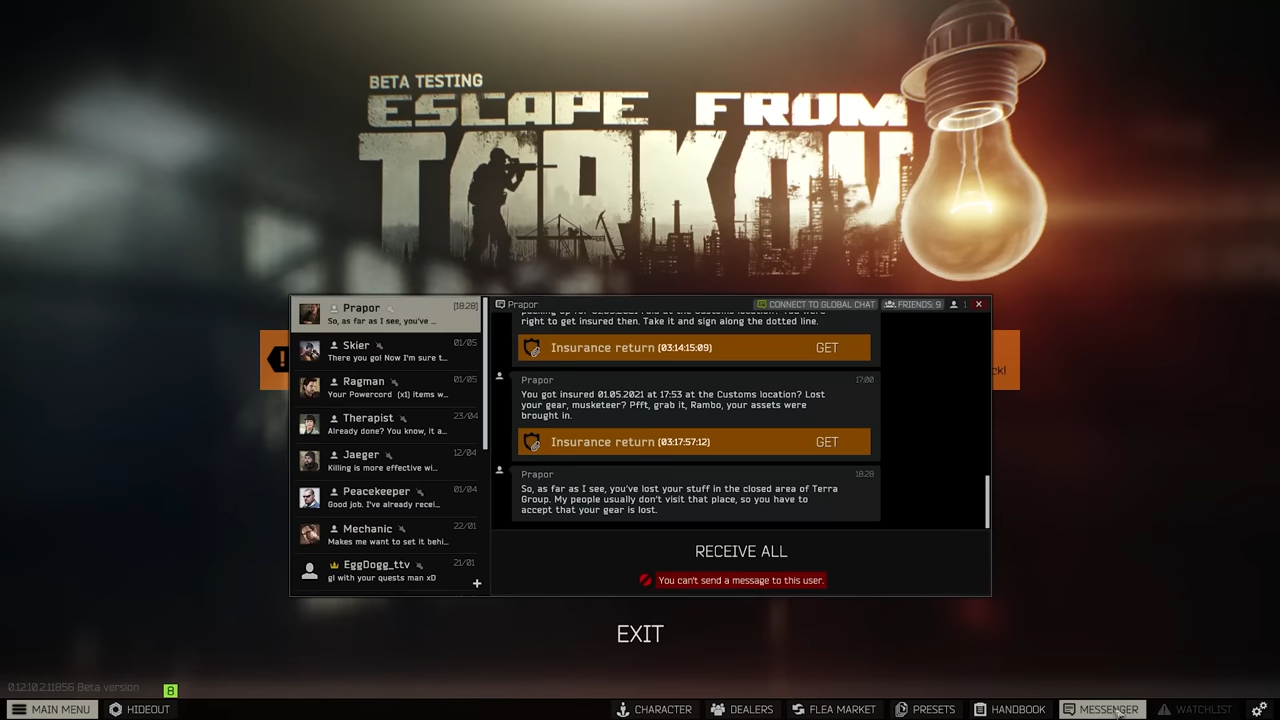 BETA TESTING
ESCAPE FROM
TARKOV
Prapor
[18:28]
So, as far as I see, you've ...
Skier
01/05
There you go! Now I'm sure t...
Ragman
01/05
Your Powercord (x1) items w...
Therapist
23/04
Already done? You know, it a...
Jaeger
12/04
Killing is more effective wi...
Peacekeeper
01/04
Good job. I've already recei...
Mechanic
22/01
Makes me want to set it behi...
EggDogg_ttv
21/01
gl with your quests man xD
+
Prapor
CONNECT TO GLOBAL CHAT
FRIENDS: 9
1
right to get insured then. Take it and sign along the dotted line.
Insurance return (03:14:15:09)
GET
Prapor
17:00
You got insured 01.05.2021 at 17:53 at the Customs location? Lost
your gear, musketeer? Pfft, grab it, Rambo, your assets were
brought in.
Insurance return (03:17:57:12)
GET
Prapor
18:28
So, as far as I see, you've lost your stuff in the closed area of Terra
Group. My people usually don't visit that place, so you have to
accept that your gear is lost.
RECEIVE ALL
You can't send a message to this user.
ck!
EXIT
0.12.10.2.11856 Beta version
8
MAIN MENU
HIDEOUT
CHARACTER
DEALERS
FLEA MARKET
PRESETS
HANDBOOK
MESSENGER
WATCHLIST